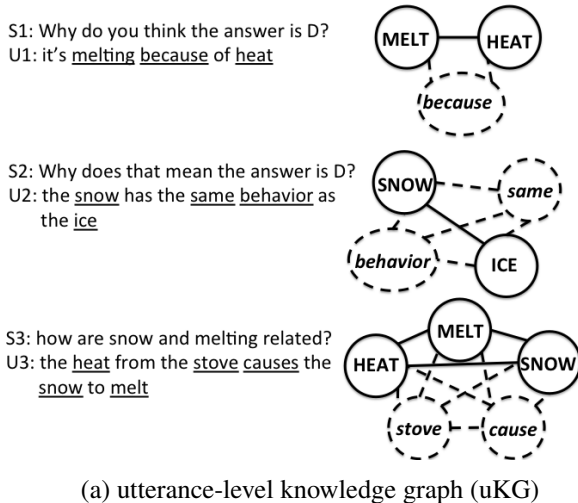 S1: Why do you think the answer is D?
U1: it's melting because of heat
MELT
HEAT
because
S2: Why does that mean the answer is D?
U2: the snow has the same behavior as
the ice
SNOW
same
behavior
ICE
S3: how are snow and melting related?
U3: the heat from the stove causes the
snow to melt
MELT
HEAT
SNOW
stove
cause
(a) utterance-level knowledge graph (uKG)